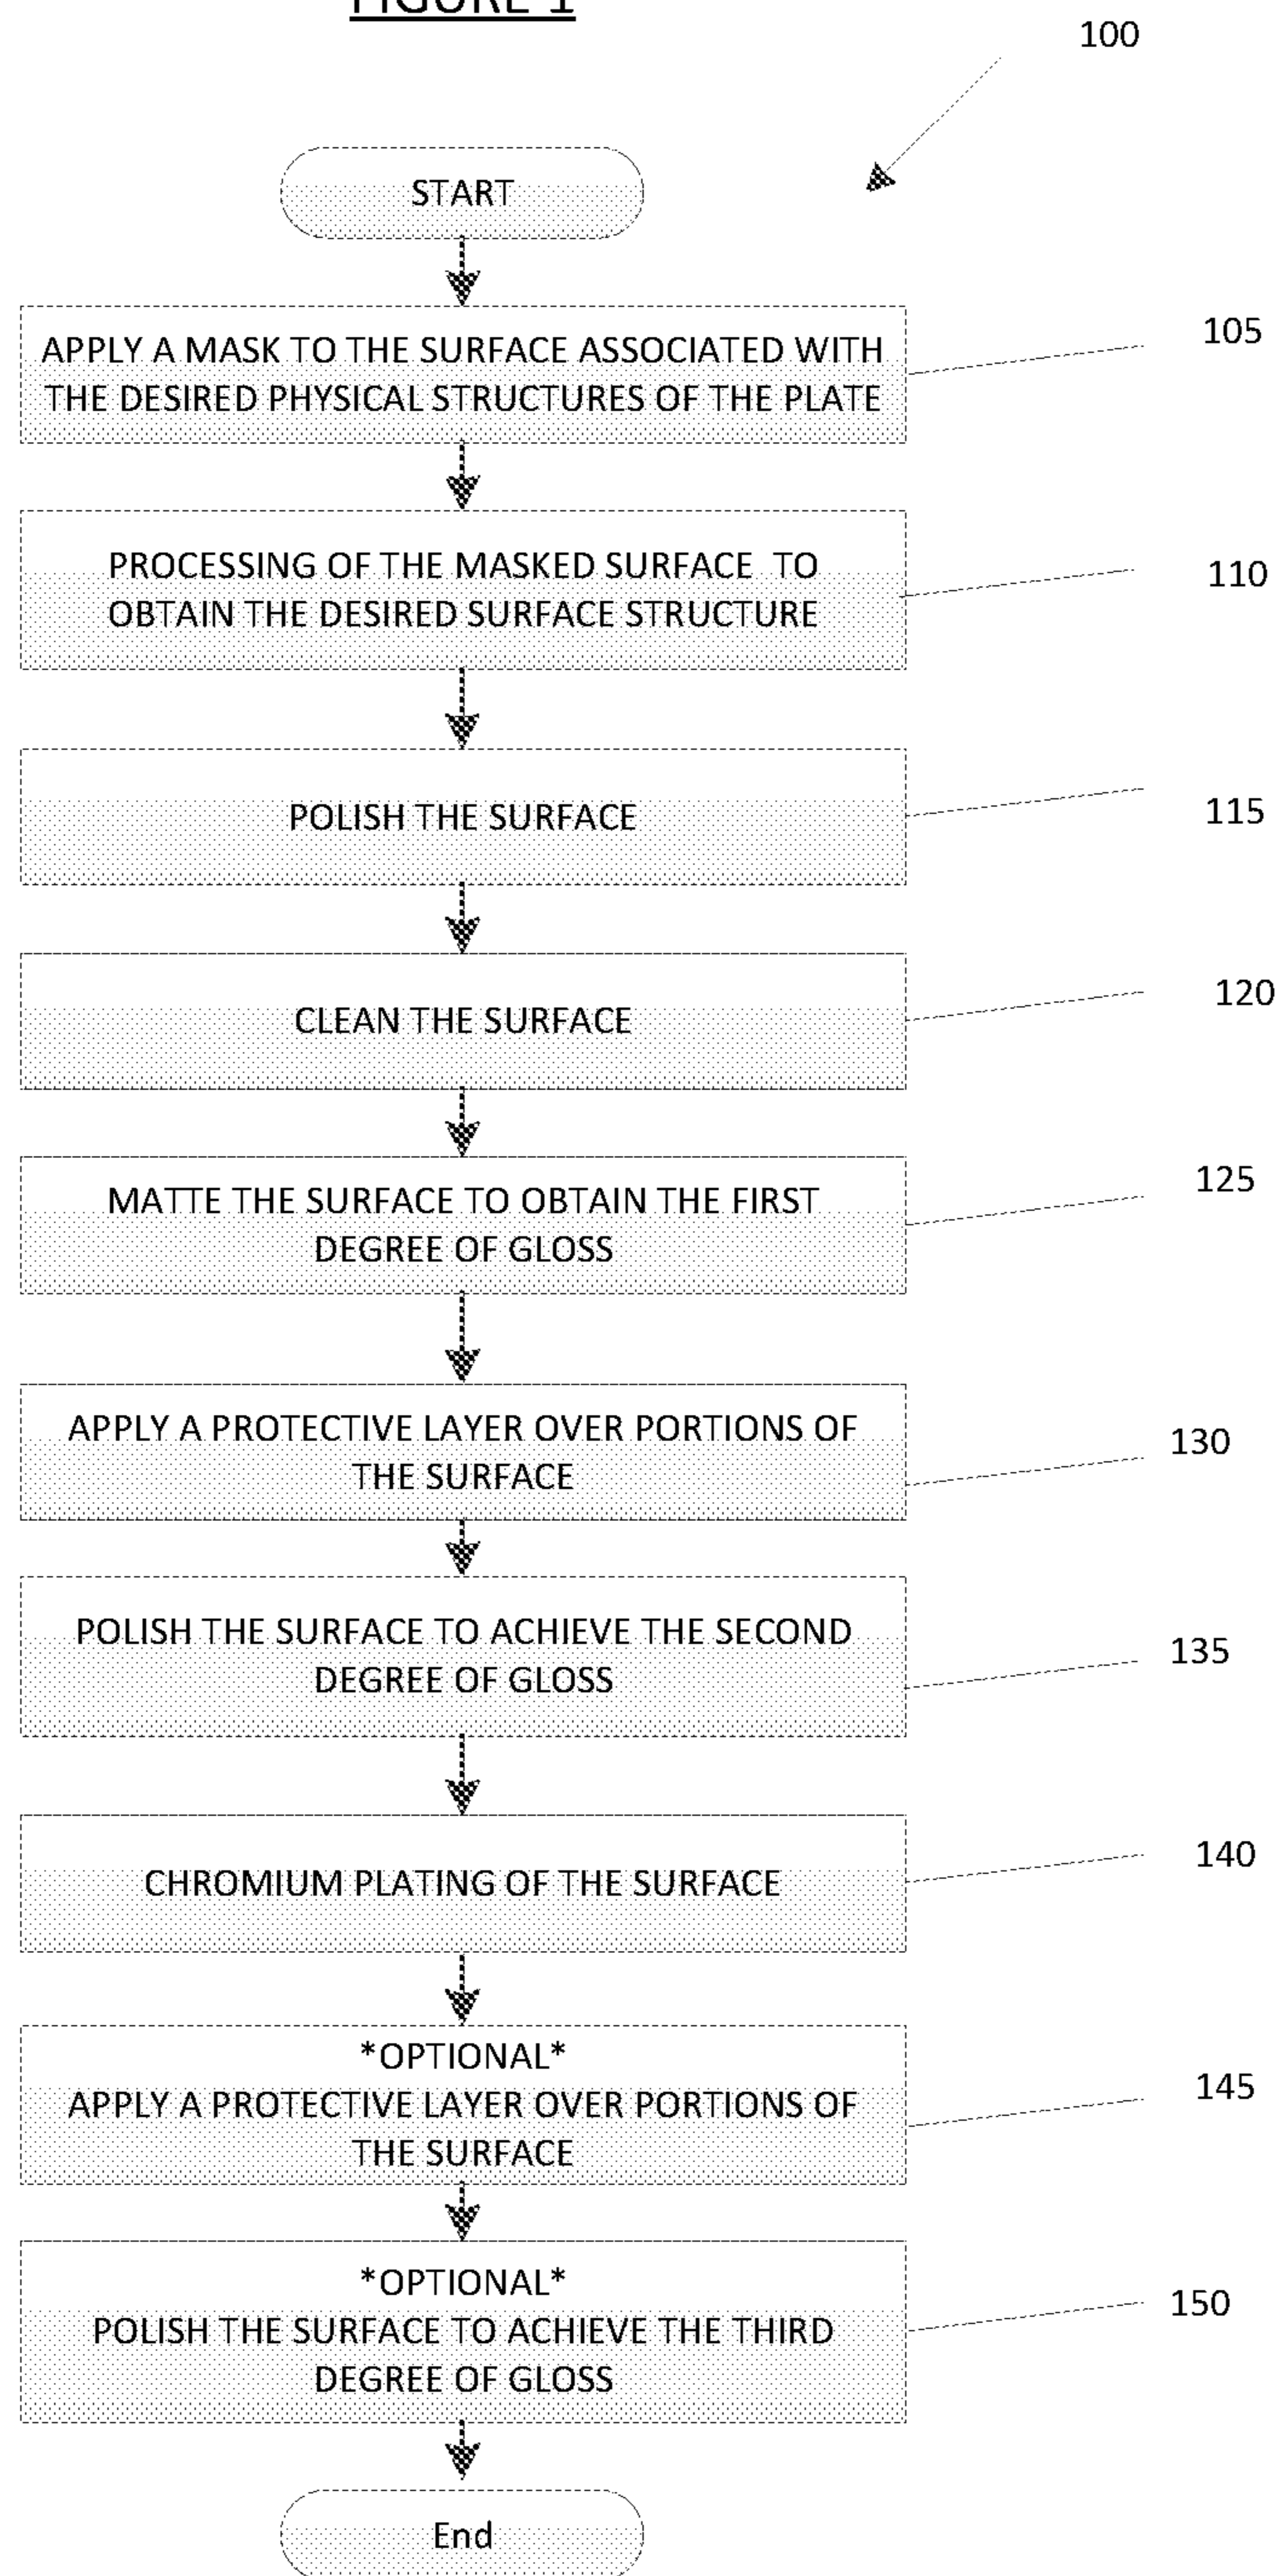 FIGURE 1
100
START
APPLY A MASK TO THE SURFACE ASSOCIATED WITH
THE DESIRED PHYSICAL STRUCTURES OF THE PLATE
105
PROCESSING OF THE MASKED SURFACE TO
OBTAIN THE DESIRED SURFACE STRUCTURE
110
POLISH THE SURFACE
115
CLEAN THE SURFACE
120
MATTE THE SURFACE TO OBTAIN THE FIRST
DEGREE OF GLOSS
125
APPLY A PROTECTIVE LAYER OVER PORTIONS OF
THE SURFACE
130
POLISH THE SURFACE TO ACHIEVE THE SECOND
DEGREE OF GLOSS
135
CHROMIUM PLATING OF THE SURFACE
140
*OPTIONAL*
APPLY A PROTECTIVE LAYER OVER PORTIONS OF
THE SURFACE
145
*OPTIONAL*
POLISH THE SURFACE TO ACHIEVE THE THIRD
DEGREE OF GLOSS
150
End